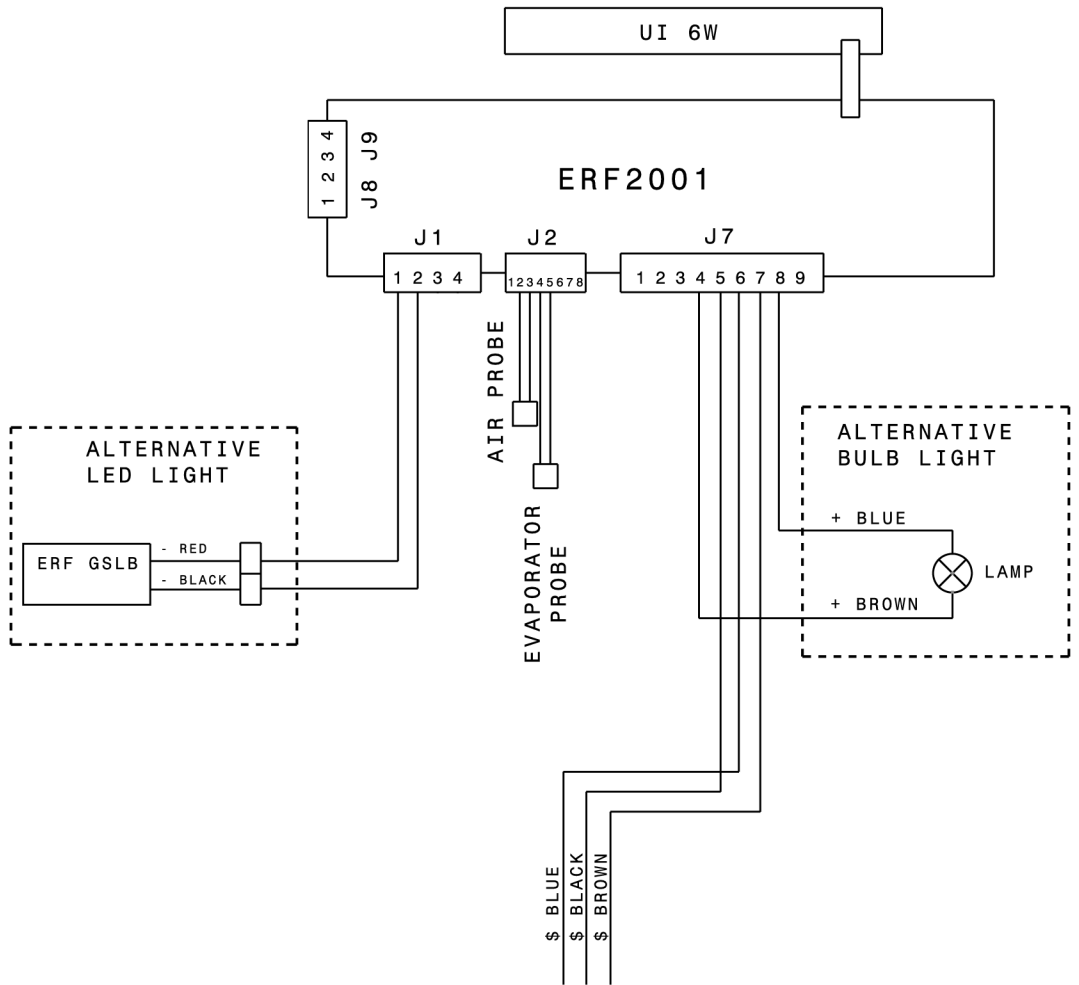 UI 6W
1 2 3 4
J8 J9
ERF2001
J1
J2
J7
1 2 3 4
12345678
1 2 3 4 5 6 7 8 9
AIR PROBE
EVAPORATOR
PROBE
ALTERNATIVE
LED LIGHT
ERF GSLB
- RED
- BLACK
ALTERNATIVE
BULB LIGHT
+ BLUE
LAMP
+ BROWN
$ BLUE
$ BLACK
$ BROWN